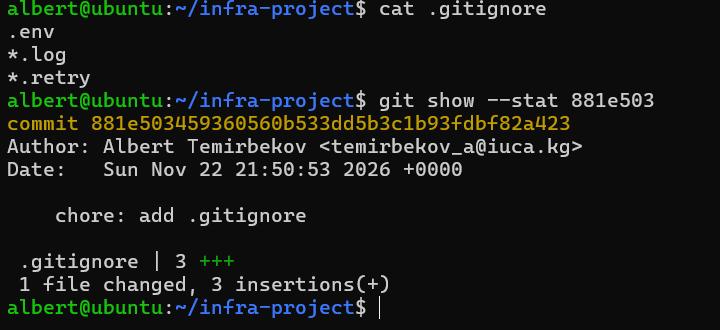 albert@ubuntu:~/infra-project$ cat .gitignore
.env
*.log
*.retry
albert@ubuntu:~/infra-project$ git show --stat 881e503
commit 881e503459360560b533dd5b3c1b93fdbf82a423
Author: Albert Temirbekov <temirbekov_a@iuca.kg>
Date:   Sun Nov 22 21:50:53 2026 +0000
    chore: add .gitignore
 .gitignore | 3 +++
 1 file changed, 3 insertions(+)
albert@ubuntu:~/infra-project$